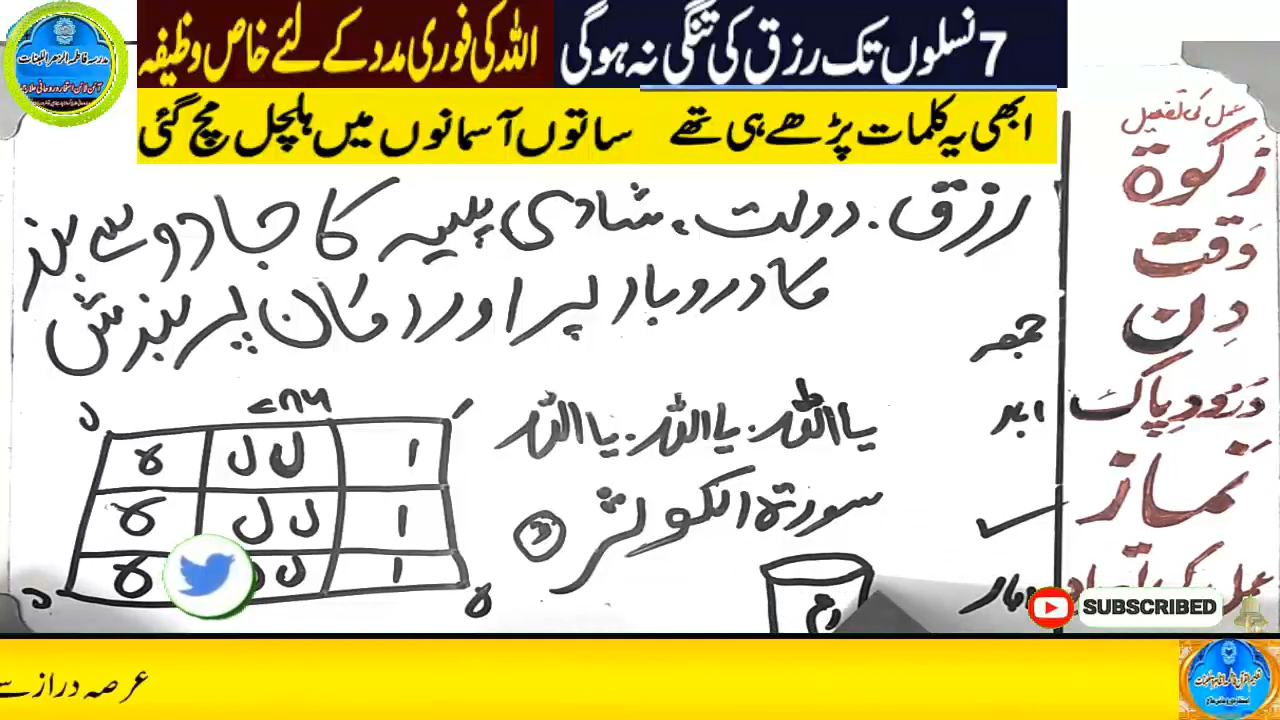 7 نسلوں تک رزق کی تنگی نہ ہوگی
اللہ کی فوری مدد کے لئے خاص وظیفہ
ابھی یہ کلمات پڑھے ہی تھے ساتوں آسمانوں میں ہلچل مچ گئی
رزق، دولت، شادی پیسہ کا جادو سے بند
کاروبار پر اور دکان پر بندش
عمل کی تفصیل
زکوة
وقت
دن
جمعہ
درود پاک
نماز
یا اللہ۔ یا اللہ۔ یا اللہ
سورة الکوثر
ا ل ل ہ
ا ل ل ہ
ا ل ہ
دم
SUBSCRIBED
عرصہ دراز سے